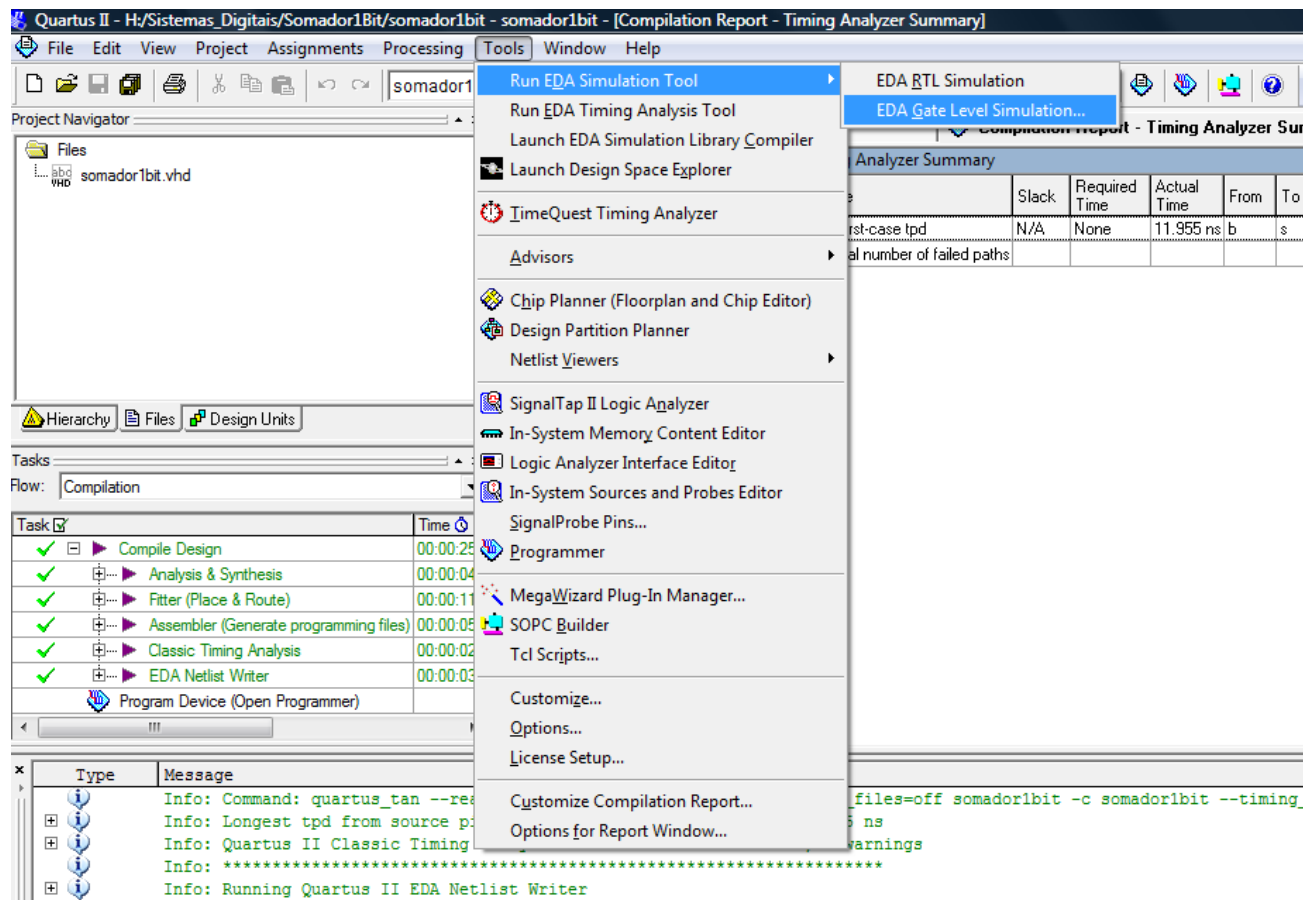 Quartus II - H:/Sistemas_Digitais/Somador1Bit/somador1bit - somador1bit - [Compilation Report - Timing Analyzer Summary]
File Edit View Project Assignments Processing Tools Window Help
somador1
Run EDA Simulation Tool
EDA RTL Simulation
EDA Gate Level Simulation...
Run EDA Timing Analysis Tool
Launch EDA Simulation Library Compiler
Launch Design Space Explorer
TimeQuest Timing Analyzer
Advisors
Chip Planner (Floorplan and Chip Editor)
Design Partition Planner
Netlist Viewers
SignalTap II Logic Analyzer
In-System Memory Content Editor
Logic Analyzer Interface Editor
In-System Sources and Probes Editor
SignalProbe Pins...
Programmer
MegaWizard Plug-In Manager...
SOPC Builder
Tcl Scripts...
Customize...
Options...
License Setup...
Customize Compilation Report...
Options for Report Window...
Project Navigator
Files
abc VHD somador1bit.vhd
Hierarchy Files Design Units
Report - Timing Analyzer Sur
Analyzer Summary
Slack Required Time Actual Time From To
rst-case tpd N/A None 11.955 ns b s
al number of failed paths
Tasks
Flow: Compilation
Task Time
Compile Design 00:00:25
Analysis & Synthesis 00:00:04
Fitter (Place & Route) 00:00:11
Assembler (Generate programming files) 00:00:05
Classic Timing Analysis 00:00:02
EDA Netlist Writer 00:00:03
Program Device (Open Programmer)
Type Message
Info: Command: quartus_tan --rea _files=off somador1bit -c somador1bit --timing_
Info: Longest tpd from source p ns
Info: Quartus II Classic Timing warnings
Info: *******************************************************************
Info: Running Quartus II EDA Netlist Writer